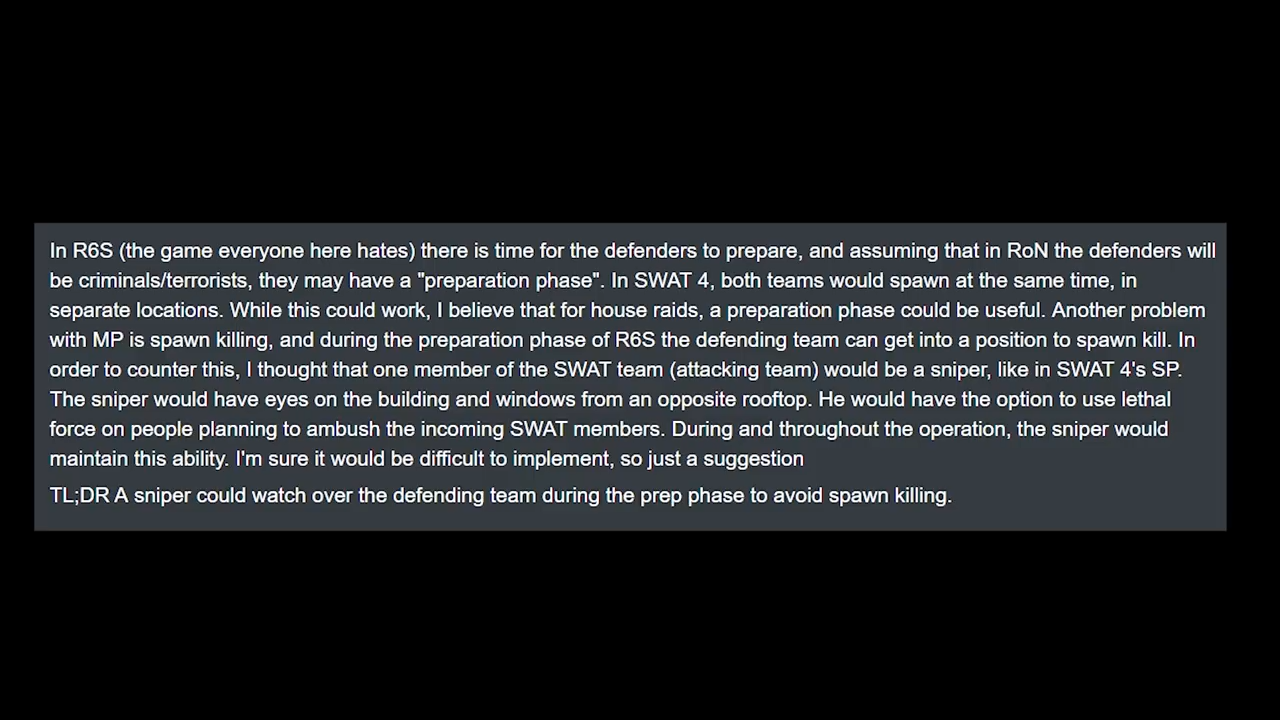 In R6S (the game everyone here hates) there is time for the defenders to prepare, and assuming that in RoN the defenders will
be criminals/terrorists, they may have a "preparation phase". In SWAT 4, both teams would spawn at the same time, in
separate locations. While this could work, I believe that for house raids, a preparation phase could be useful. Another problem
with MP is spawn killing, and during the preparation phase of R6S the defending team can get into a position to spawn kill. In
order to counter this, I thought that one member of the SWAT team (attacking team) would be a sniper, like in SWAT 4's SP.
The sniper would have eyes on the building and windows from an opposite rooftop. He would have the option to use lethal
force on people planning to ambush the incoming SWAT members. During and throughout the operation, the sniper would
maintain this ability. I'm sure it would be difficult to implement, so just a suggestion
TL;DR A sniper could watch over the defending team during the prep phase to avoid spawn killing.